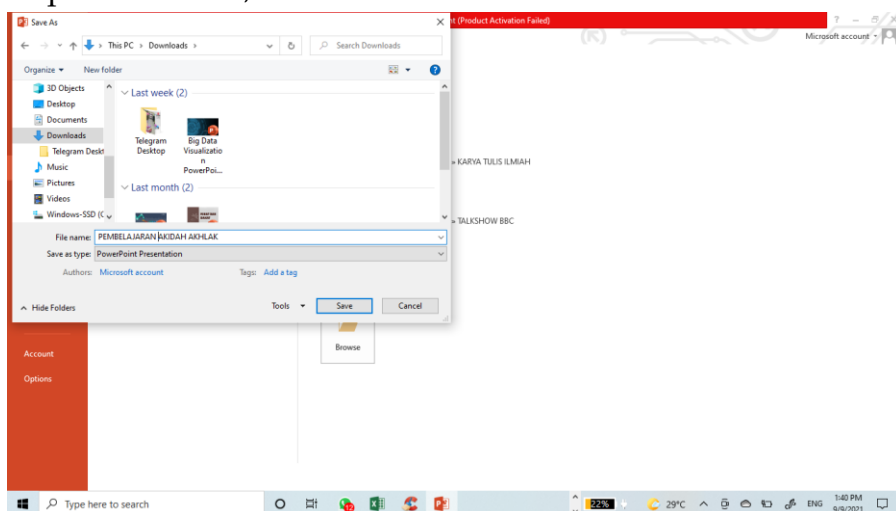 Save As
nt (Product Activation Failed)
Microsoft account
This PC > Downloads >
Search Downloads
Organize
New folder
3D Objects
Desktop
Documents
Downloads
Telegram Deskt
Music
Pictures
Videos
Windows-SSD (C
Last week (2)
Telegram
Desktop
Big Data
Visualizatio
n
PowerPoi...
Last month (2)
» KARYA TULIS ILMIAH
» TALKSHOW BBC
File name: PEMBELAJARAN AKIDAH AKHLAK
Save as type: PowerPoint Presentation
Authors: Microsoft account
Tags: Add a tag
Hide Folders
Tools
Save
Cancel
Browse
Account
Options
Type here to search
22%
29°C
ENG
1:40 PM
9/9/2021